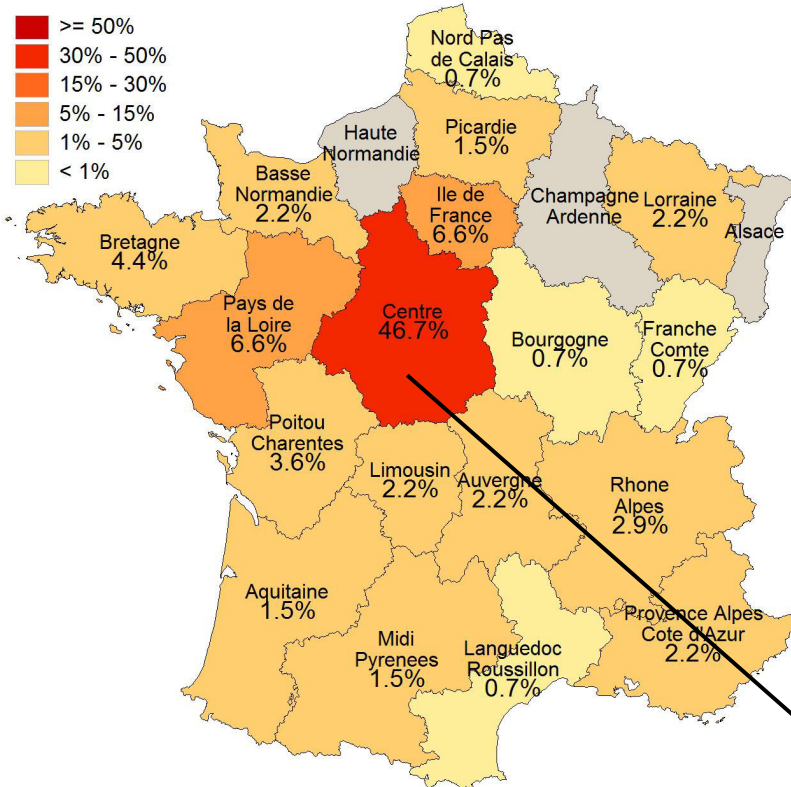 >= 50%
30% - 50%
15% - 30%
5% - 15%
1% - 5%
< 1%
Nord Pas
de Calais
0.7%
Haute
Normandie
Picardie
1.5%
Basse
Normandie
2.2%
Ile de
France
6.6%
Champagne
Ardenne
Lorraine
2.2%
Alsace
Bretagne
4.4%
Pays de
la Loire
6.6%
Centre
46.7%
Bourgogne
0.7%
Franche
Comte
0.7%
Poitou
Charentes
3.6%
Limousin
2.2%
Auvergne
2.2%
Rhone
Alpes
2.9%
Aquitaine
1.5%
Midi
Pyrenees
1.5%
Languedoc
Roussillon
0.7%
Provence Alpes
Cote d'Azur
2.2%